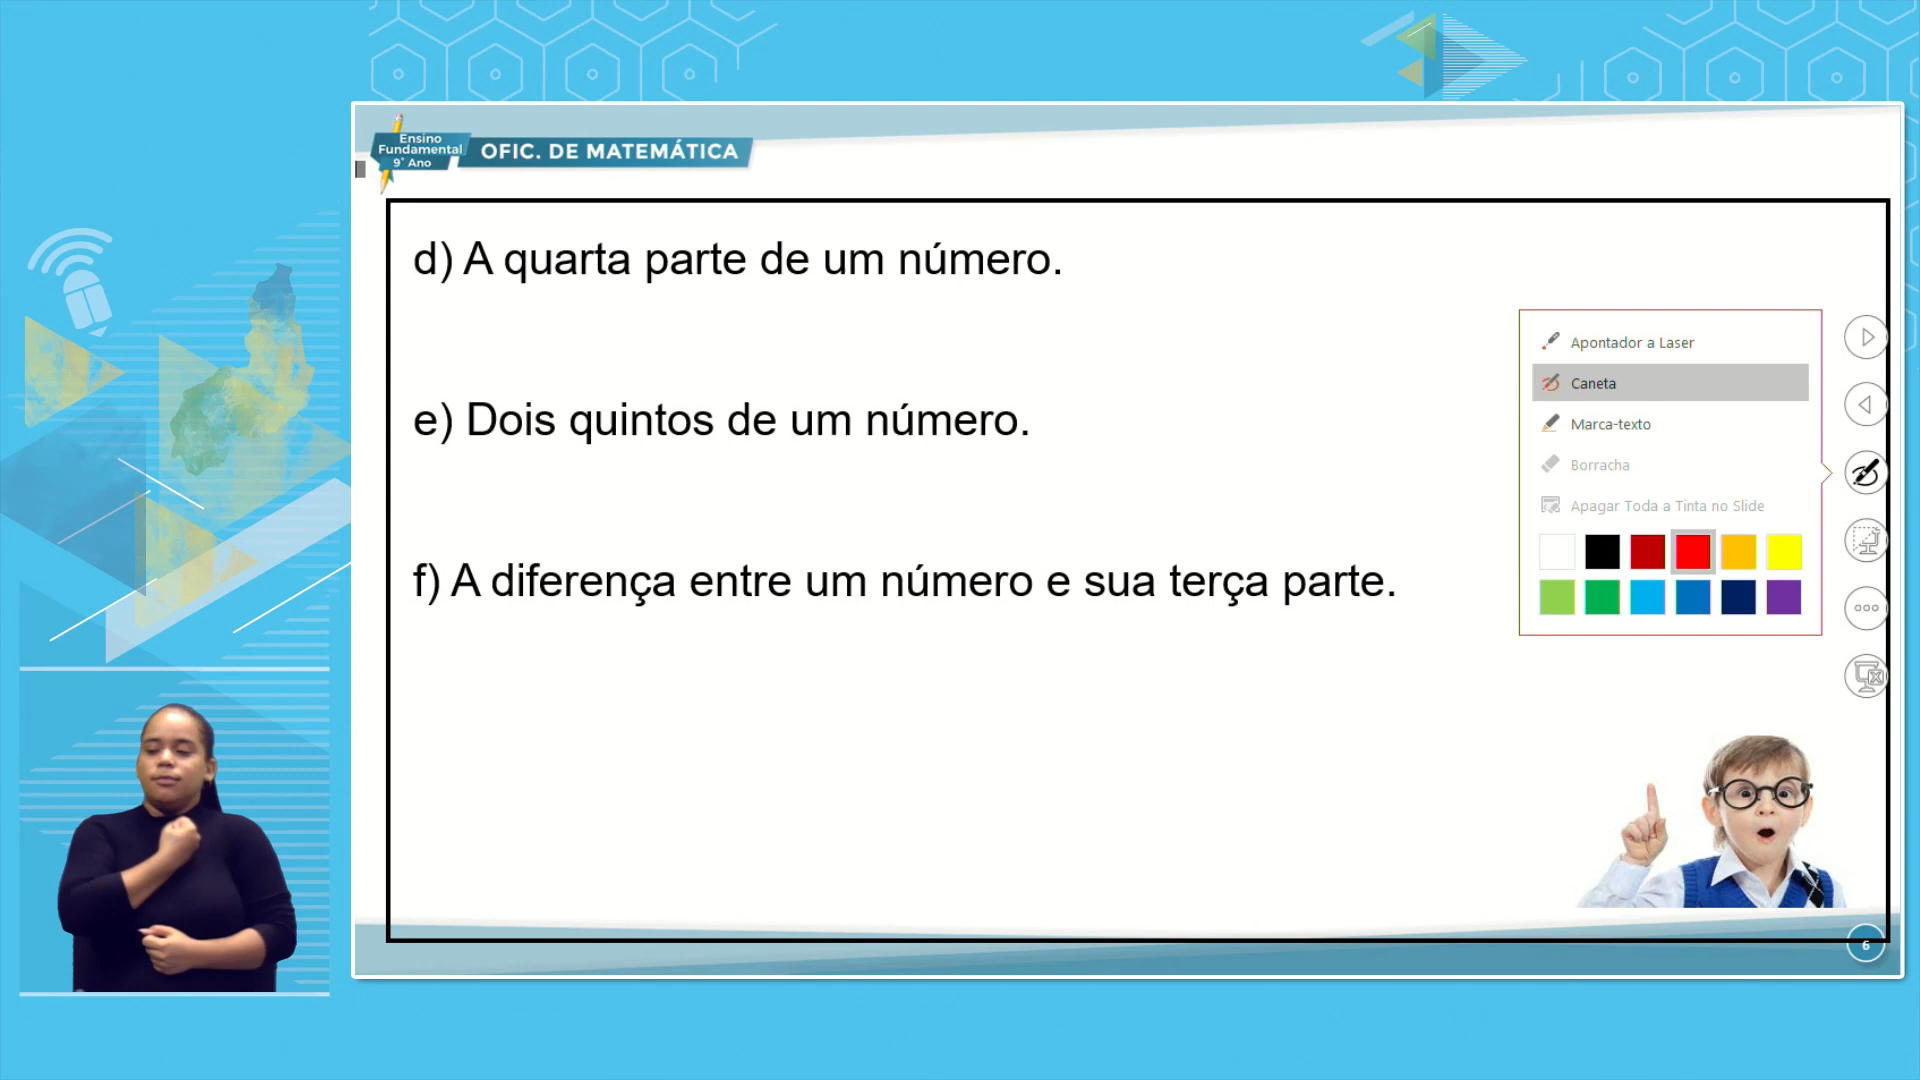 Ensino
Fundamental
9° Ano
OFIC. DE MATEMÁTICA
d) A quarta parte de um número.
e) Dois quintos de um número.
f) A diferença entre um número e sua terça parte.
Apontador a Laser
Caneta
Marca-texto
Borracha
Apagar Toda a Tinta no Slide
6